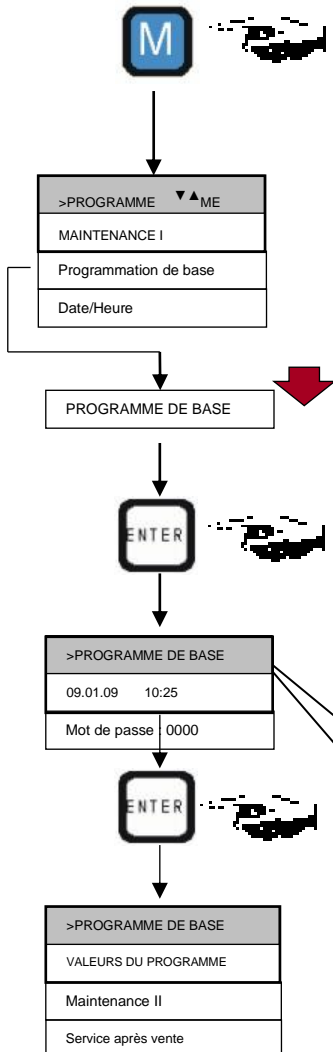 M
>PROGRAMME ▼▲ME
MAINTENANCE I
Programmation de base
Date/Heure
PROGRAMME DE BASE
ENTER
>PROGRAMME DE BASE
09.01.09 10:25
Mot de passe : 0000
ENTER
>PROGRAMME DE BASE
VALEURS DU PROGRAMME
Maintenance II
Service après vente